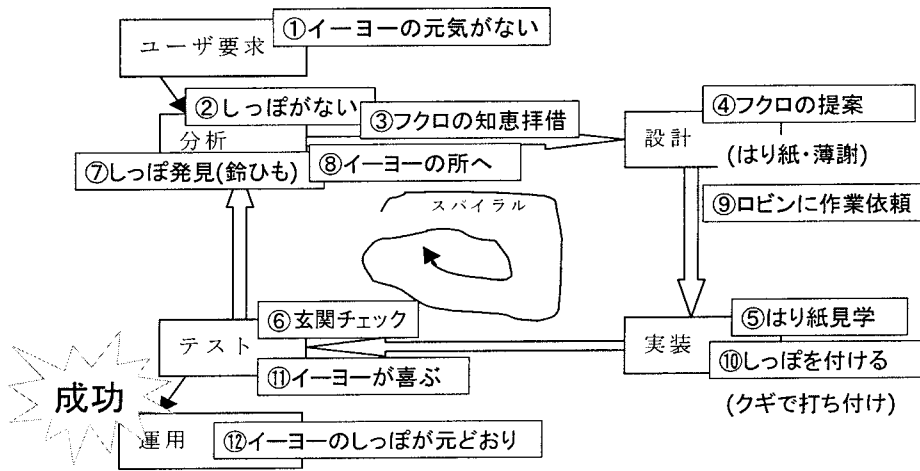 ①イーヨーの元気がない
ユーザ要求
②しっぽがない
③フクロの知恵拝借
④フクロの提案
分析
設計
(はり紙・薄謝)
⑦しっぽ発見(鈴ひも)
⑧イーヨーの所へ
⑨ロビンに作業依頼
スパイラル
⑥玄関チェック
⑤はり紙見学
テスト
実装
⑩しっぽを付ける
⑪イーヨーが喜ぶ
(クギで打ち付け)
成功
運用
⑫イーヨーのしっぽが元どおり